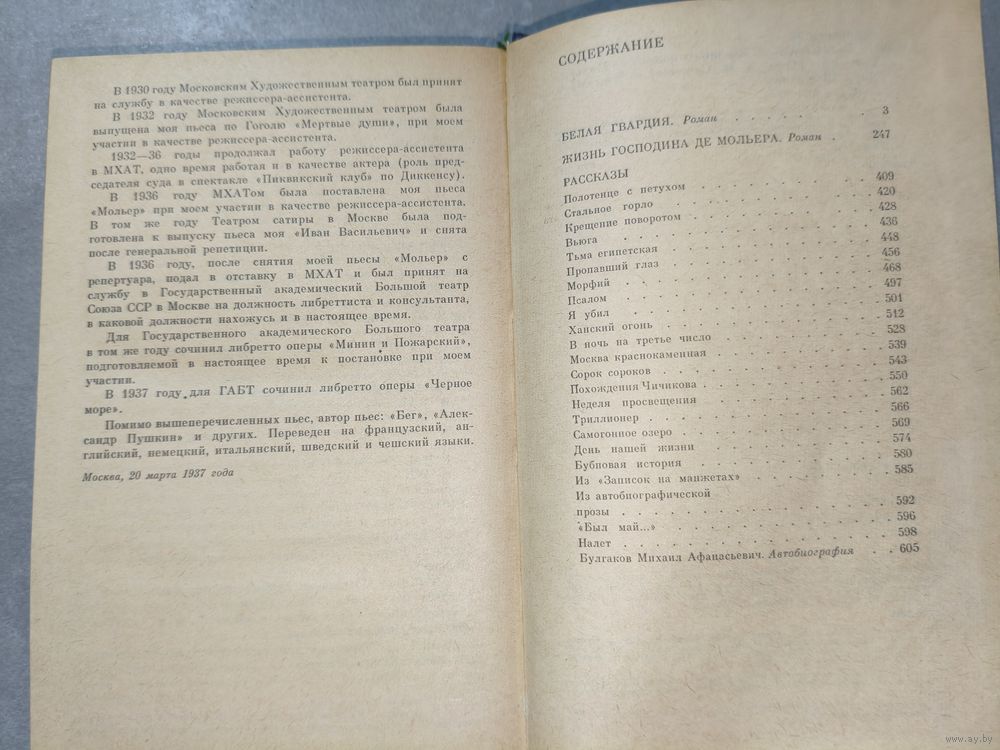 В 1930 году Московским Художественным театром был принят
на службу в качестве режиссера-ассистента.
В 1932 году Московским Художественным театром была
выпущена моя пьеса по Гоголю «Мертвые души», при моем
участии в качестве режиссера-ассистента.
1932—36 годы продолжал работу режиссера-ассистента
в МХАТ, одно время работая и в качестве актера (роль пред-
седателя суда в спектакле «Пиквикский клуб» по Диккенсу).
В 1936 году МХАТом была поставлена моя пьеса
«Мольер» при моем участии в качестве режиссера-ассистента.
В том же году Театром сатиры в Москве была под-
готовлена к выпуску пьеса моя «Иван Васильевич» и снята
после генеральной репетиции.
В 1936 году, после снятия моей пьесы «Мольер» с
репертуара, подал в отставку в МХАТ и был принят на
службу в Государственный академический Большой театр
Союза ССР в Москве на должность либреттиста и консультанта,
в каковой должности нахожусь и в настоящее время.
Для Государственного академического Большого театра
в том же году сочинил либретто оперы «Минин и Пожарский»,
подготовляемой в настоящее время к постановке при моем
участии.
В 1937 году для ГАБТ сочинил либретто оперы «Черное
море».
Помимо вышеперечисленных пьес, автор пьес: «Бег», «Алек-
сандр Пушкин» и других. Переведен на французский, ан-
глийский, немецкий, итальянский, шведский и чешский языки.
Москва, 20 марта 1937 года
СОДЕРЖАНИЕ
БЕЛАЯ ГВАРДИЯ. Роман . . . . . . 3
ЖИЗНЬ ГОСПОДИНА ДЕ МОЛЬЕРА. Роман . 247
РАССКАЗЫ
Полотенце с петухом . . . . . . . 409
Стальное горло . . . . . . . 420
Крещение поворотом . . . . . . . 428
Вьюга . . . . . . . 436
Тьма египетская . . . . . . . 448
Пропавший глаз . . . . . . . 456
Морфий . . . . . . . 468
Псалом . . . . . . . 497
Я убил . . . . . . . 501
Ханский огонь . . . . . . . 512
В ночь на третье число . . . . . . . 528
Москва краснокаменная . . . . . . . 539
Сорок сороков . . . . . . . 543
Похождения Чичикова . . . . . . . 550
Неделя просвещения . . . . . . . 562
Триллионер . . . . . . . 566
Самогонное озеро . . . . . . . 569
День нашей жизни . . . . . . . 574
Бубновая история . . . . . . . 580
Из «Записок на манжетах» . . . . . . . 585
Из автобиографической
прозы . . . . . . . 592
«Был май...» . . . . . . . 596
Налет . . . . . . . 598
Булгаков Михаил Афанасьевич. Автобиография . . 605
www.ay.by